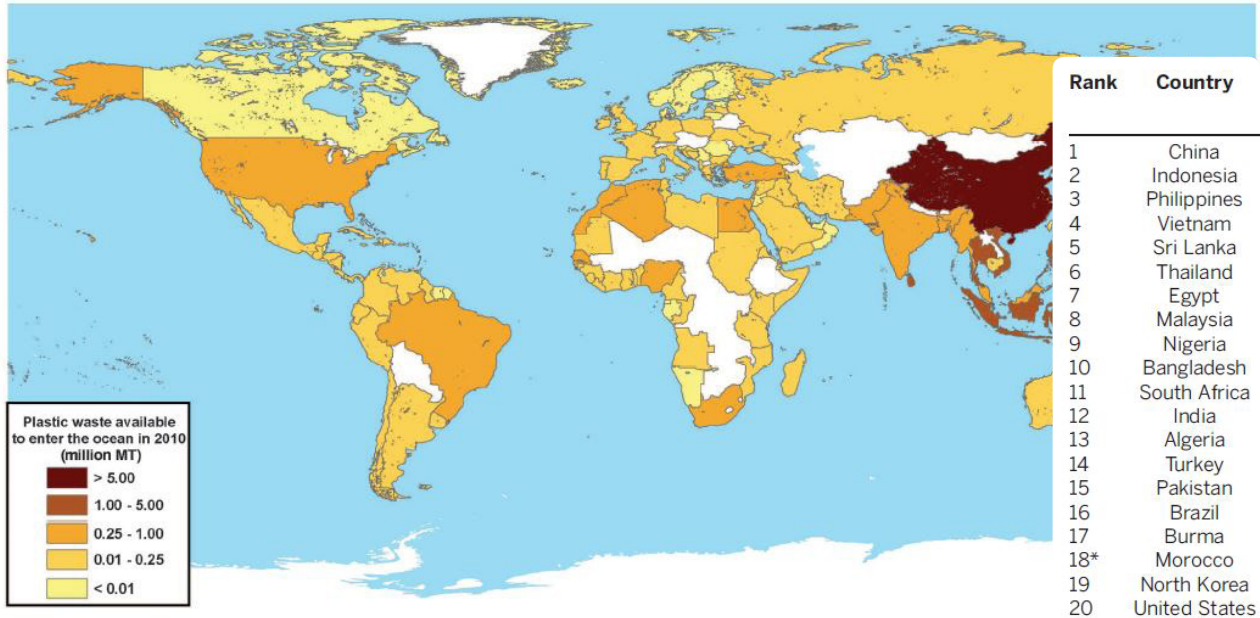 Rank Country
1 China
2 Indonesia
3 Philippines
4 Vietnam
5 Sri Lanka
6 Thailand
7 Egypt
8 Malaysia
9 Nigeria
10 Bangladesh
11 South Africa
12 India
13 Algeria
14 Turkey
15 Pakistan
16 Brazil
17 Burma
18* Morocco
19 North Korea
20 United States
Plastic waste available
to enter the ocean in 2010
(million MT)
> 5.00
1.00 - 5.00
0.25 - 1.00
0.01 - 0.25
< 0.01